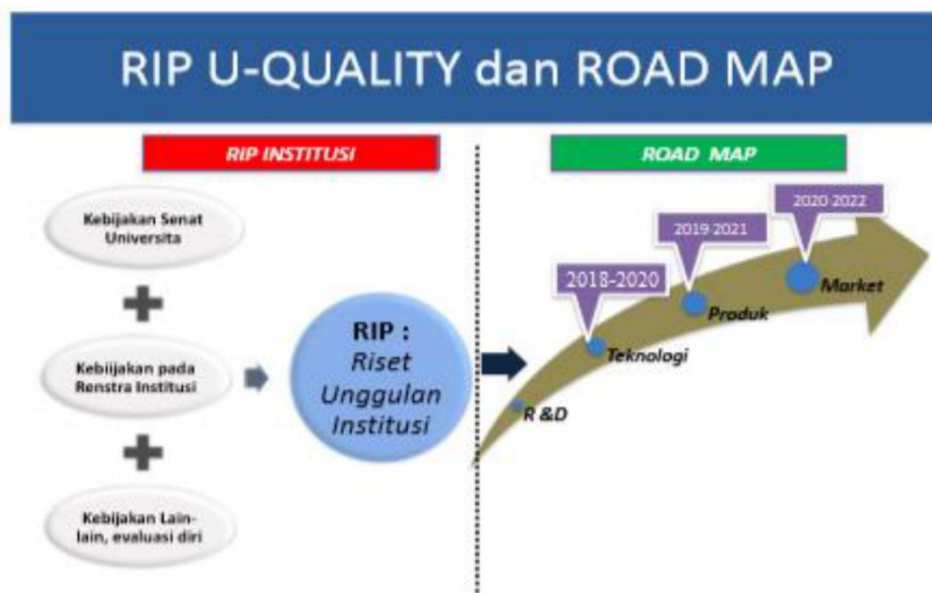 RIP U-QUALITY dan ROAD MAP
RIP INSTITUSI
Kebijakan Senat
Universita
Kebiijakan pada
Renstra Institusi
Kebijakan Lain-
lain, evaluasi diri
RIP :
Riset
Unggulan
Institusi
ROAD MAP
2020-2022
2019-2021
2018-2020
Market
Produk
Teknologi
R &D